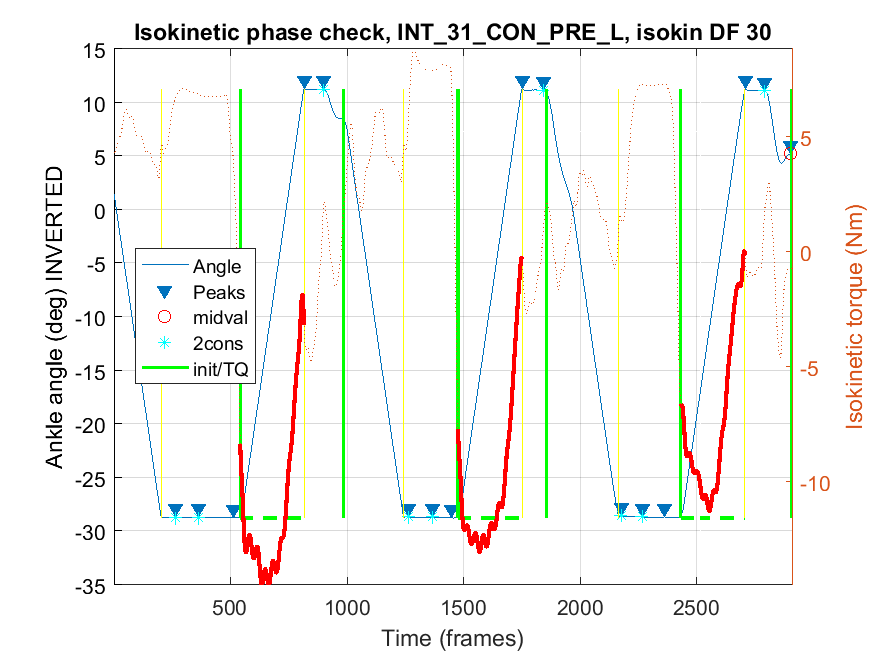 Isokinetic phase check, INT_31_CON_PRE_L, isokin DF 30
Ankle angle (deg) INVERTED
15
10
5
0
-5
-10
-15
-20
-25
-30
-35
Angle
Peaks
midval
2cons
init/TQ
5
0
-5
-10
Isokinetic torque (Nm)
500
1000
1500
2000
2500
Time (frames)